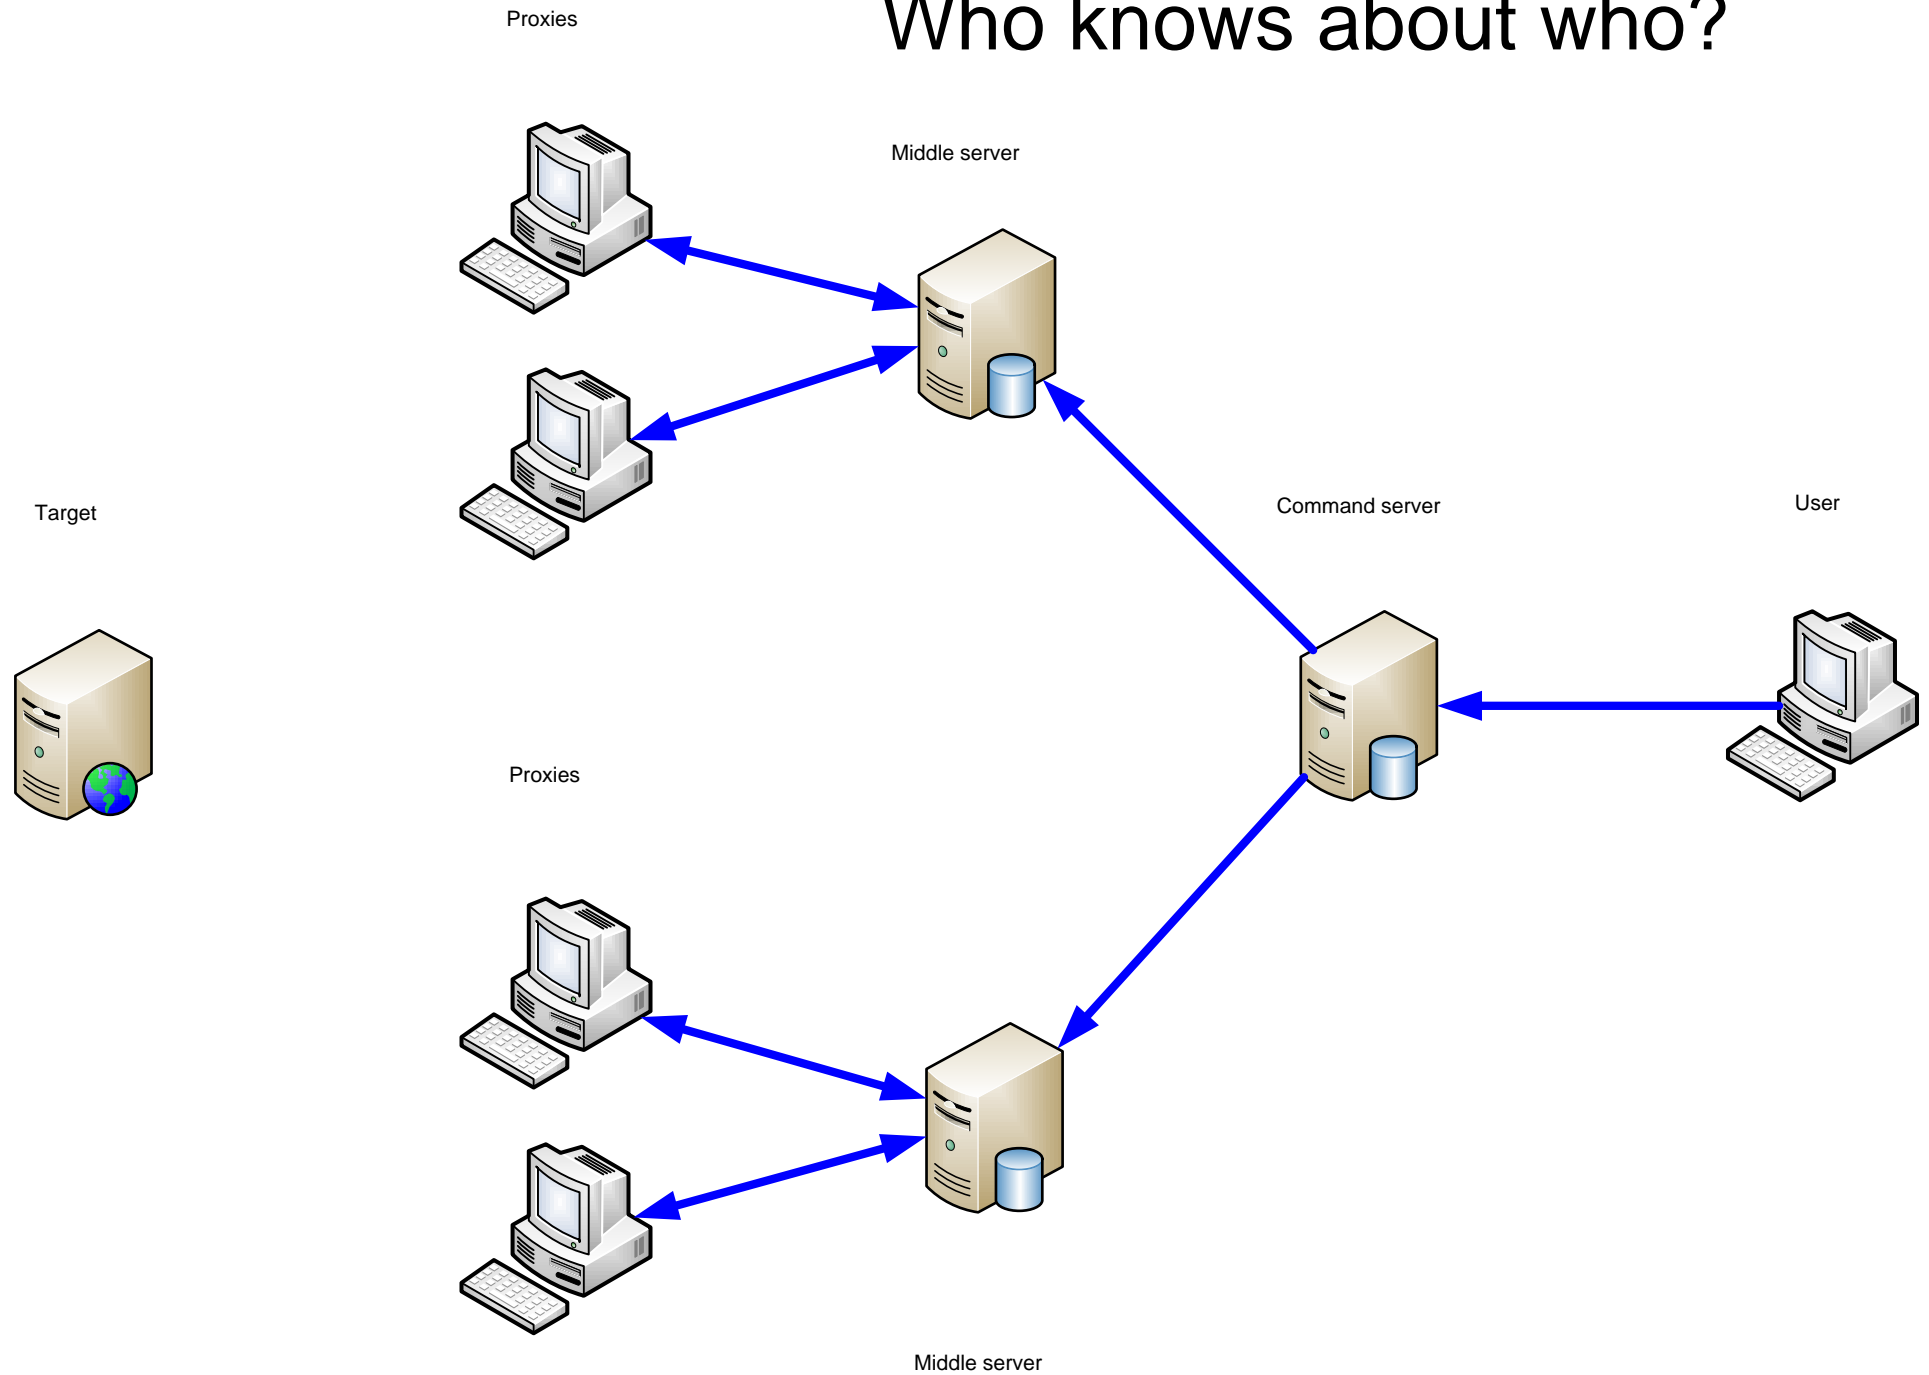 Who knows about who?
Proxies
Middle server
Target
Command server
User
Proxies
Middle server